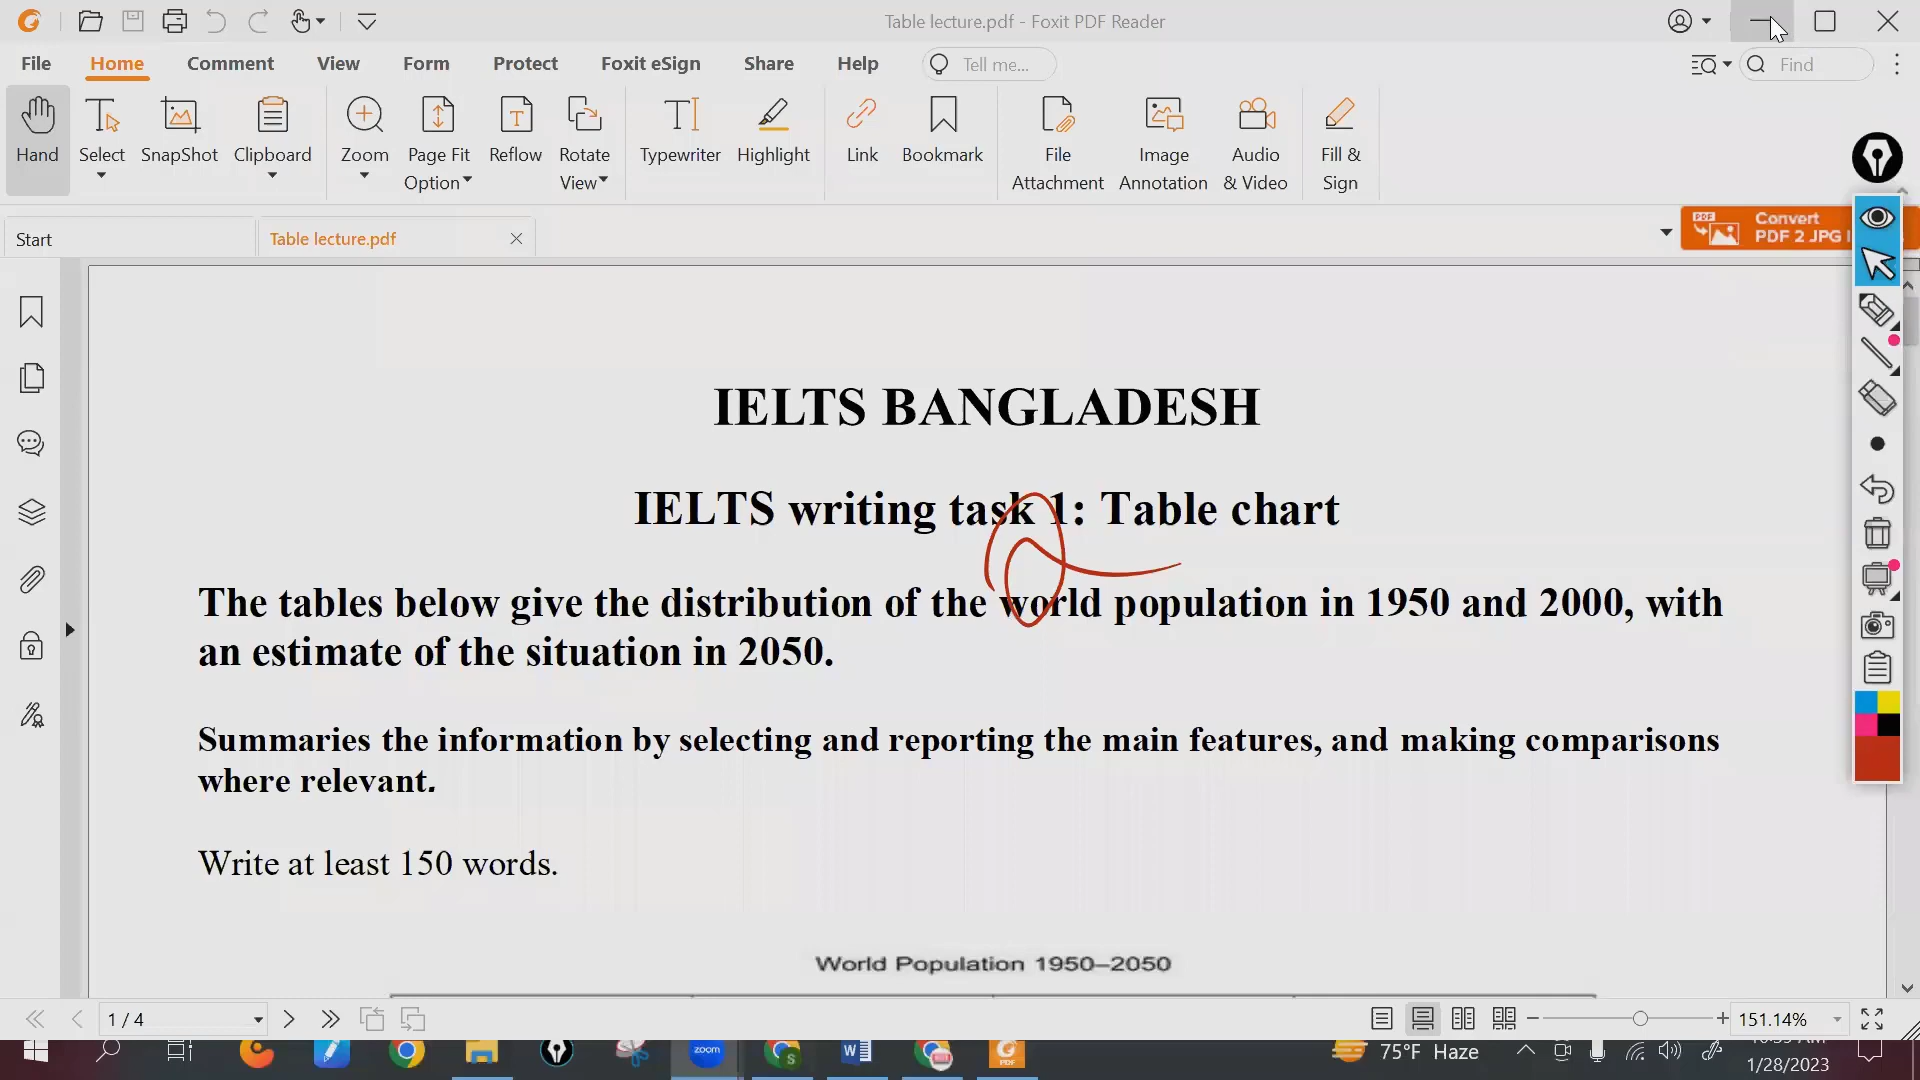 Table lecture.pdf - Foxit PDF Reader
File Home Comment View Form Protect Foxit eSign Share Help Tell me... Find
Hand Select SnapShot Clipboard Zoom Page Fit Option Reflow Rotate View Typewriter Highlight Link Bookmark File Attachment Image Annotation Audio & Video Fill & Sign
Start Table lecture.pdf
PDF Convert
PDF 2 JPG
IELTS BANGLADESH
IELTS writing task 1: Table chart
The tables below give the distribution of the world population in 1950 and 2000, with
an estimate of the situation in 2050.
Summaries the information by selecting and reporting the main features, and making comparisons
where relevant.
Write at least 150 words.
World Population 1950–2050
1 / 4 151.14%
zoom S W PDF 75°F Haze
1/28/2023